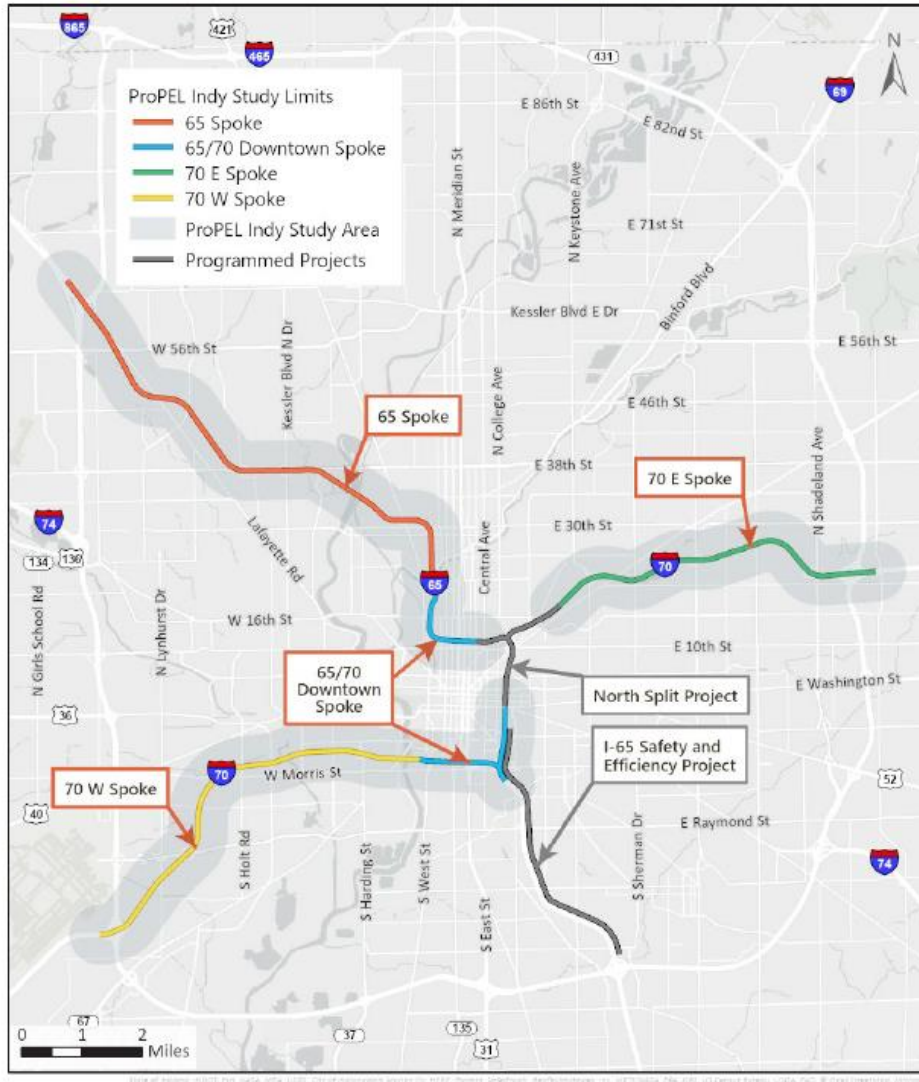 865
421
465
431
N
69
ProPEL Indy Study Limits
65 Spoke
65/70 Downtown Spoke
70 E Spoke
70 W Spoke
ProPEL Indy Study Area
Programmed Projects
E 86th St
E 82nd St
N Meridian St
N Keystone Ave
E 71st St
Binford Blvd
Kessler Blvd E Dr
E 56th St
W 56th St
Kessler Blvd N Dr
N College Ave
E 46th St
65 Spoke
E 38th St
70 E Spoke
N Shadeland Ave
74
134
136
Lafayette Rd
Central Ave
E 30th St
70
65
N Girls School Rd
N Lynhurst Dr
W 16th St
E 10th St
65/70
Downtown
Spoke
North Split Project
E Washington St
36
I-65 Safety and
Efficiency Project
70 W Spoke
70
W Morris St
52
40
E Raymond St
S Holt Rd
S Harding St
S West St
S East St
S Sherman Dr
74
0 1 2
Miles
67
37
135
31